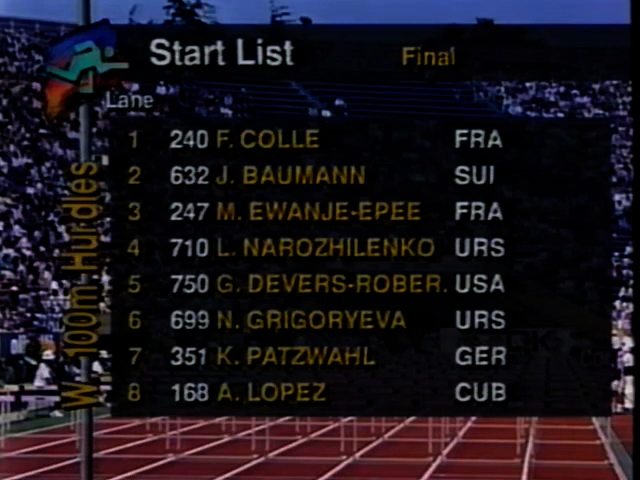 Start List Final
Lane
1 240 F. COLLE FRA
2 632 J. BAUMANN SUI
3 247 M. EWANJE-EPEE FRA
4 710 L. NAROZHILENKO URS
5 750 G. DEVERS-ROBER. USA
6 699 N. GRIGORYEVA URS
7 351 K. PATZWAHL GER
8 168 A. LOPEZ CUB
W. 100m Hurdles